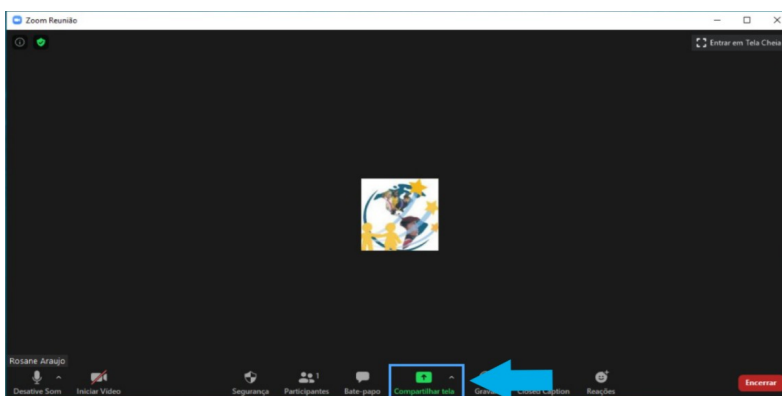 Zoom Reunião
Entrar em Tela Cheia
Rosane Araujo
1
Desative Som
Iniciar Vídeo
Segurança
Participantes
Bate-papo
Compartilhar tela
Closed Caption
Reações
Encerrar